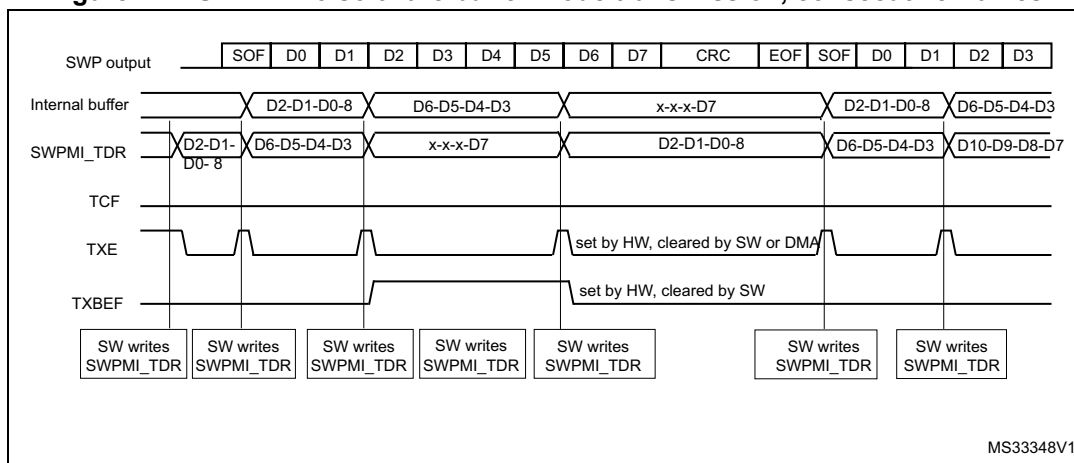 SWP output SOF D0 D1 D2 D3 D4 D5 D6 D7 CRC EOF SOF D0 D1 D2 D3
Internal buffer D2-D1-D0-8 D6-D5-D4-D3 x-x-x-D7 D2-D1-D0-8 D6-D5-D4-D3
SWPMI_TDR D2-D1-
D0- 8 D6-D5-D4-D3 x-x-x-D7 D2-D1-D0-8 D6-D5-D4-D3 D10-D9-D8-D7
TCF
TXE set by HW, cleared by SW or DMA
TXBEF set by HW, cleared by SW
SW writes
SWPMI_TDR
SW writes
SWPMI_TDR
SW writes
SWPMI_TDR
SW writes
SWPMI_TDR
SW writes
SWPMI_TDR
SW writes
SWPMI_TDR
SW writes
SWPMI_TDR
MS33348V1